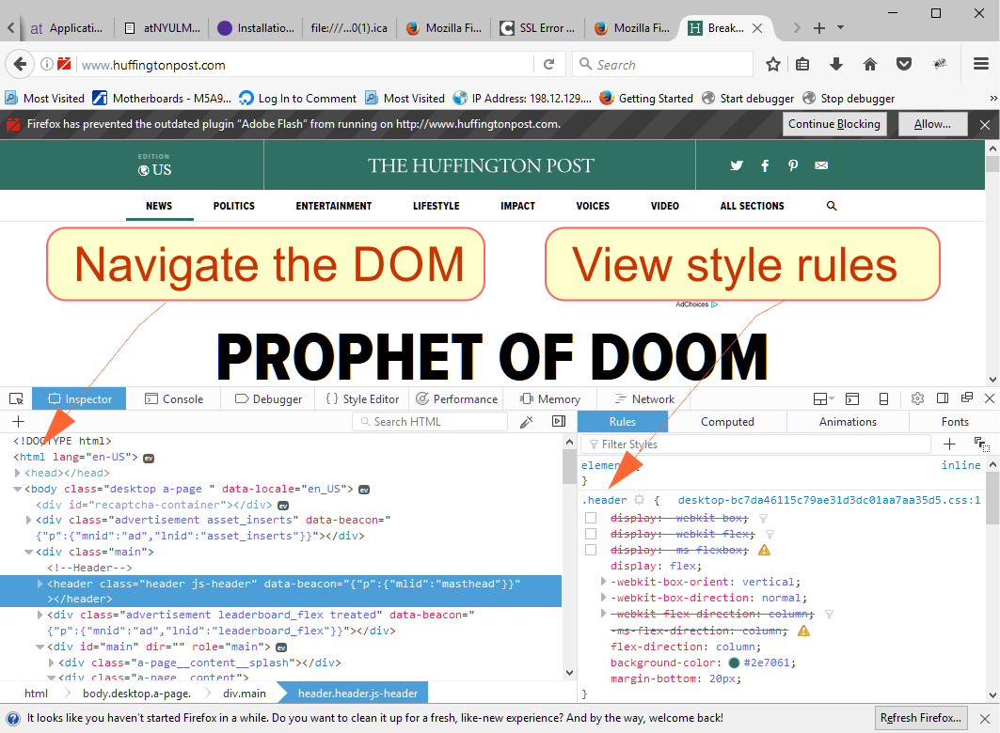 at Applicati...
atNYULM...
Installatio...
file:///...0(1).ica
Mozilla Fi...
SSL Error ...
Mozilla Fi...
Break...
www.huffingtonpost.com
Search
Most Visited
Motherboards - M5A9...
Log In to Comment
Most Visited
IP Address: 198.12.129....
Getting Started
Start debugger
Stop debugger
Firefox has prevented the outdated plugin “Adobe Flash” from running on http://www.huffingtonpost.com.
Continue Blocking
Allow...
EDITION
US
THE HUFFINGTON POST
NEWS
POLITICS
ENTERTAINMENT
LIFESTYLE
IMPACT
VOICES
VIDEO
ALL SECTIONS
Navigate the DOM
View style rules
AdChoices
PROPHET OF DOOM
Inspector
Console
Debugger
{ } Style Editor
Performance
Memory
Network
Search HTML
Rules
Computed
Animations
Fonts
<!DOCTYPE html>
<html lang="en-US"> ev
<head></head>
<body class="desktop a-page " data-locale="en_US"> ev
<div id="recaptcha-container"></div> ev
<div class="advertisement asset_inserts" data-beacon="
{"p":{"mnid":"ad","lnid":"asset_inserts"}}"></div>
<div class="main">
<!--Header-->
<header class="header js-header" data-beacon="{"p":{"mlid":"masthead"}}"
></header>
<div class="advertisement leaderboard_flex treated" data-beacon="
{"p":{"mnid":"ad","lnid":"leaderboard_flex"}}"></div>
<div id="main" dir="" role="main"> ev
<div class="a-page__content__splash"></div>
<div class="a-page__content">
html
body.desktop.a-page.
div.main
header.header.js-header
Filter Styles
element {
inline
}
.header { desktop-bc7da46115c79ae31d3dc01aa7aa35d5.css:1
display: -webkit-box;
display: -webkit-flex;
display: -ms-flexbox;
display: flex;
-webkit-box-orient: vertical;
-webkit-box-direction: normal;
-webkit-flex-direction: column;
-ms-flex-direction: column;
flex-direction: column;
background-color: #2e7061;
margin-bottom: 20px;
}
It looks like you haven’t started Firefox in a while. Do you want to clean it up for a fresh, like-new experience? And by the way, welcome back!
Refresh Firefox...